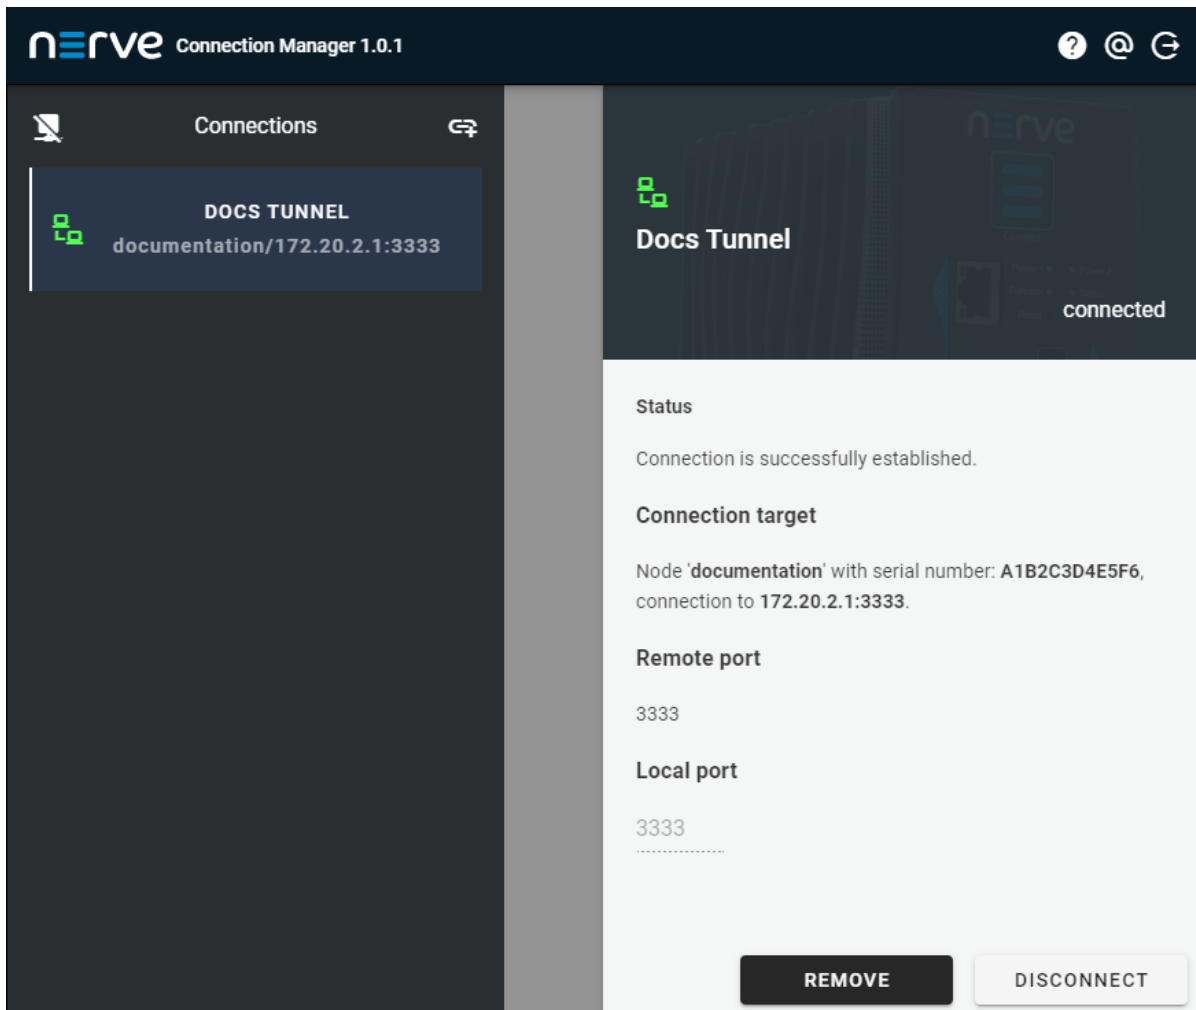 nerve Connection Manager 1.0.1
Connections
DOCS TUNNEL
documentation/172.20.2.1:3333
nerve
Docs Tunnel
connected
Status
Connection is successfully established.
Connection target
Node 'documentation' with serial number: A1B2C3D4E5F6,
connection to 172.20.2.1:3333.
Remote port
3333
Local port
3333
REMOVE
DISCONNECT